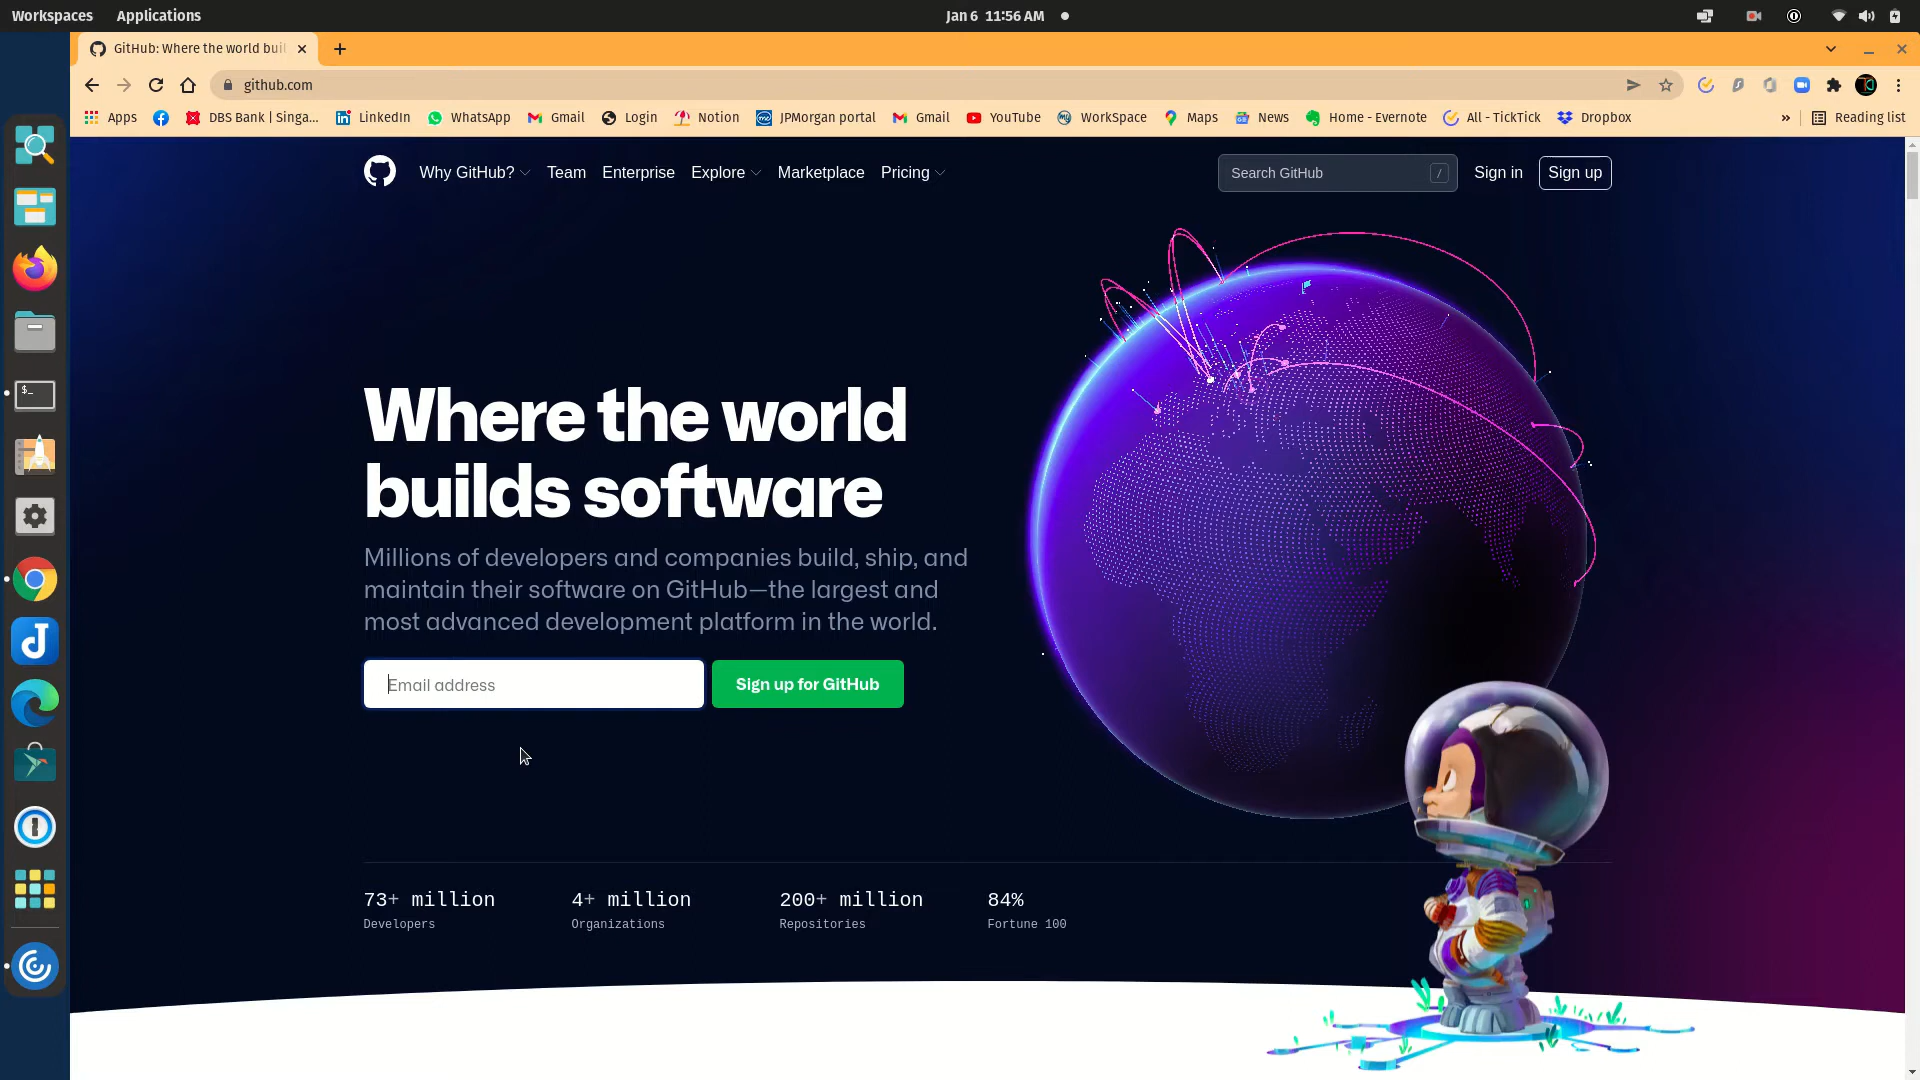 Workspaces Applications Jan 6 11:56 AM
GitHub: Where the world buil
github.com
Apps DBS Bank | Singa... LinkedIn WhatsApp Gmail Login Notion JPMorgan portal Gmail YouTube WorkSpace Maps News Home - Evernote All - TickTick Dropbox » Reading list
Why GitHub? Team Enterprise Explore Marketplace Pricing Search GitHub / Sign in Sign up
Where the world
builds software
Millions of developers and companies build, ship, and
maintain their software on GitHub—the largest and
most advanced development platform in the world.
Email address Sign up for GitHub
73+ million 4+ million 200+ million 84%
Developers Organizations Repositories Fortune 100